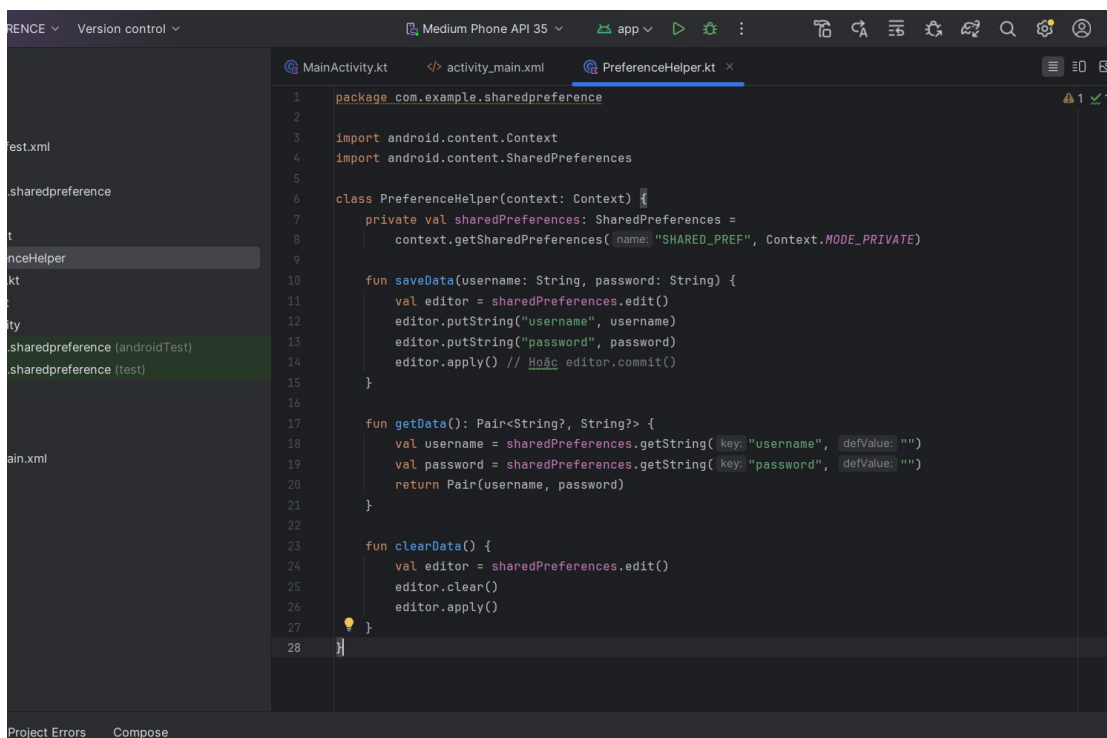 RENCE Version control Medium Phone API 35 app
MainActivity.kt activity_main.xml PreferenceHelper.kt
fest.xml
.sharedpreference
t
nceHelper
.kt
t
ity
.sharedpreference (androidTest)
.sharedpreference (test)
ain.xml
1 package com.example.sharedpreference
1 1
2
3 import android.content.Context
4 import android.content.SharedPreferences
5
6 class PreferenceHelper(context: Context) {
7 private val sharedPreferences: SharedPreferences =
8 context.getSharedPreferences( name: "SHARED_PREF", Context.MODE_PRIVATE)
9
10 fun saveData(username: String, password: String) {
11 val editor = sharedPreferences.edit()
12 editor.putString("username", username)
13 editor.putString("password", password)
14 editor.apply() // Hoặc editor.commit()
15 }
16
17 fun getData(): Pair<String?, String?> {
18 val username = sharedPreferences.getString( key: "username", defValue: "")
19 val password = sharedPreferences.getString( key: "password", defValue: "")
20 return Pair(username, password)
21 }
22
23 fun clearData() {
24 val editor = sharedPreferences.edit()
25 editor.clear()
26 editor.apply()
27 }
28 }
Project Errors Compose